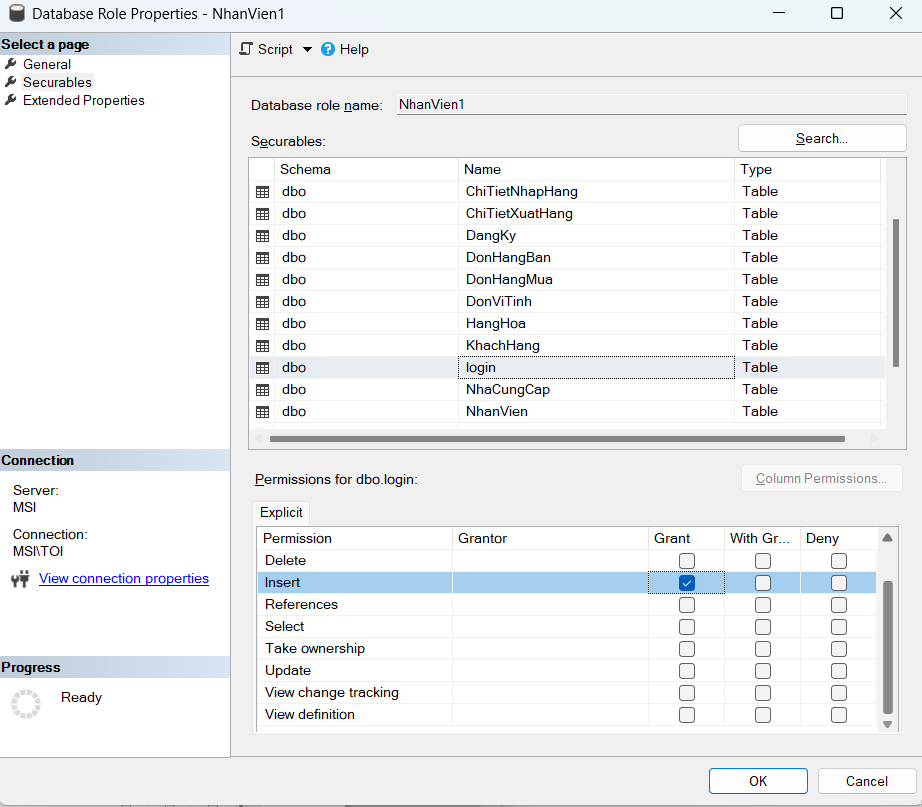 Database Role Properties - NhanVien1
Select a page
General
Securables
Extended Properties
Script
Help
Database role name: NhanVien1
Securables:
Search...
Schema Name Type
dbo ChiTietNhapHang Table
dbo ChiTietXuatHang Table
dbo DangKy Table
dbo DonHangBan Table
dbo DonHangMua Table
dbo DonViTinh Table
dbo HangHoa Table
dbo KhachHang Table
dbo login Table
dbo NhaCungCap Table
dbo NhanVien Table
Connection
Server:
MSI
Connection:
MSI\TOI
View connection properties
Permissions for dbo.login:
Column Permissions...
Explicit
Permission Grantor Grant With Gr... Deny
Delete
Insert
References
Select
Take ownership
Update
View change tracking
View definition
Progress
Ready
OK
Cancel